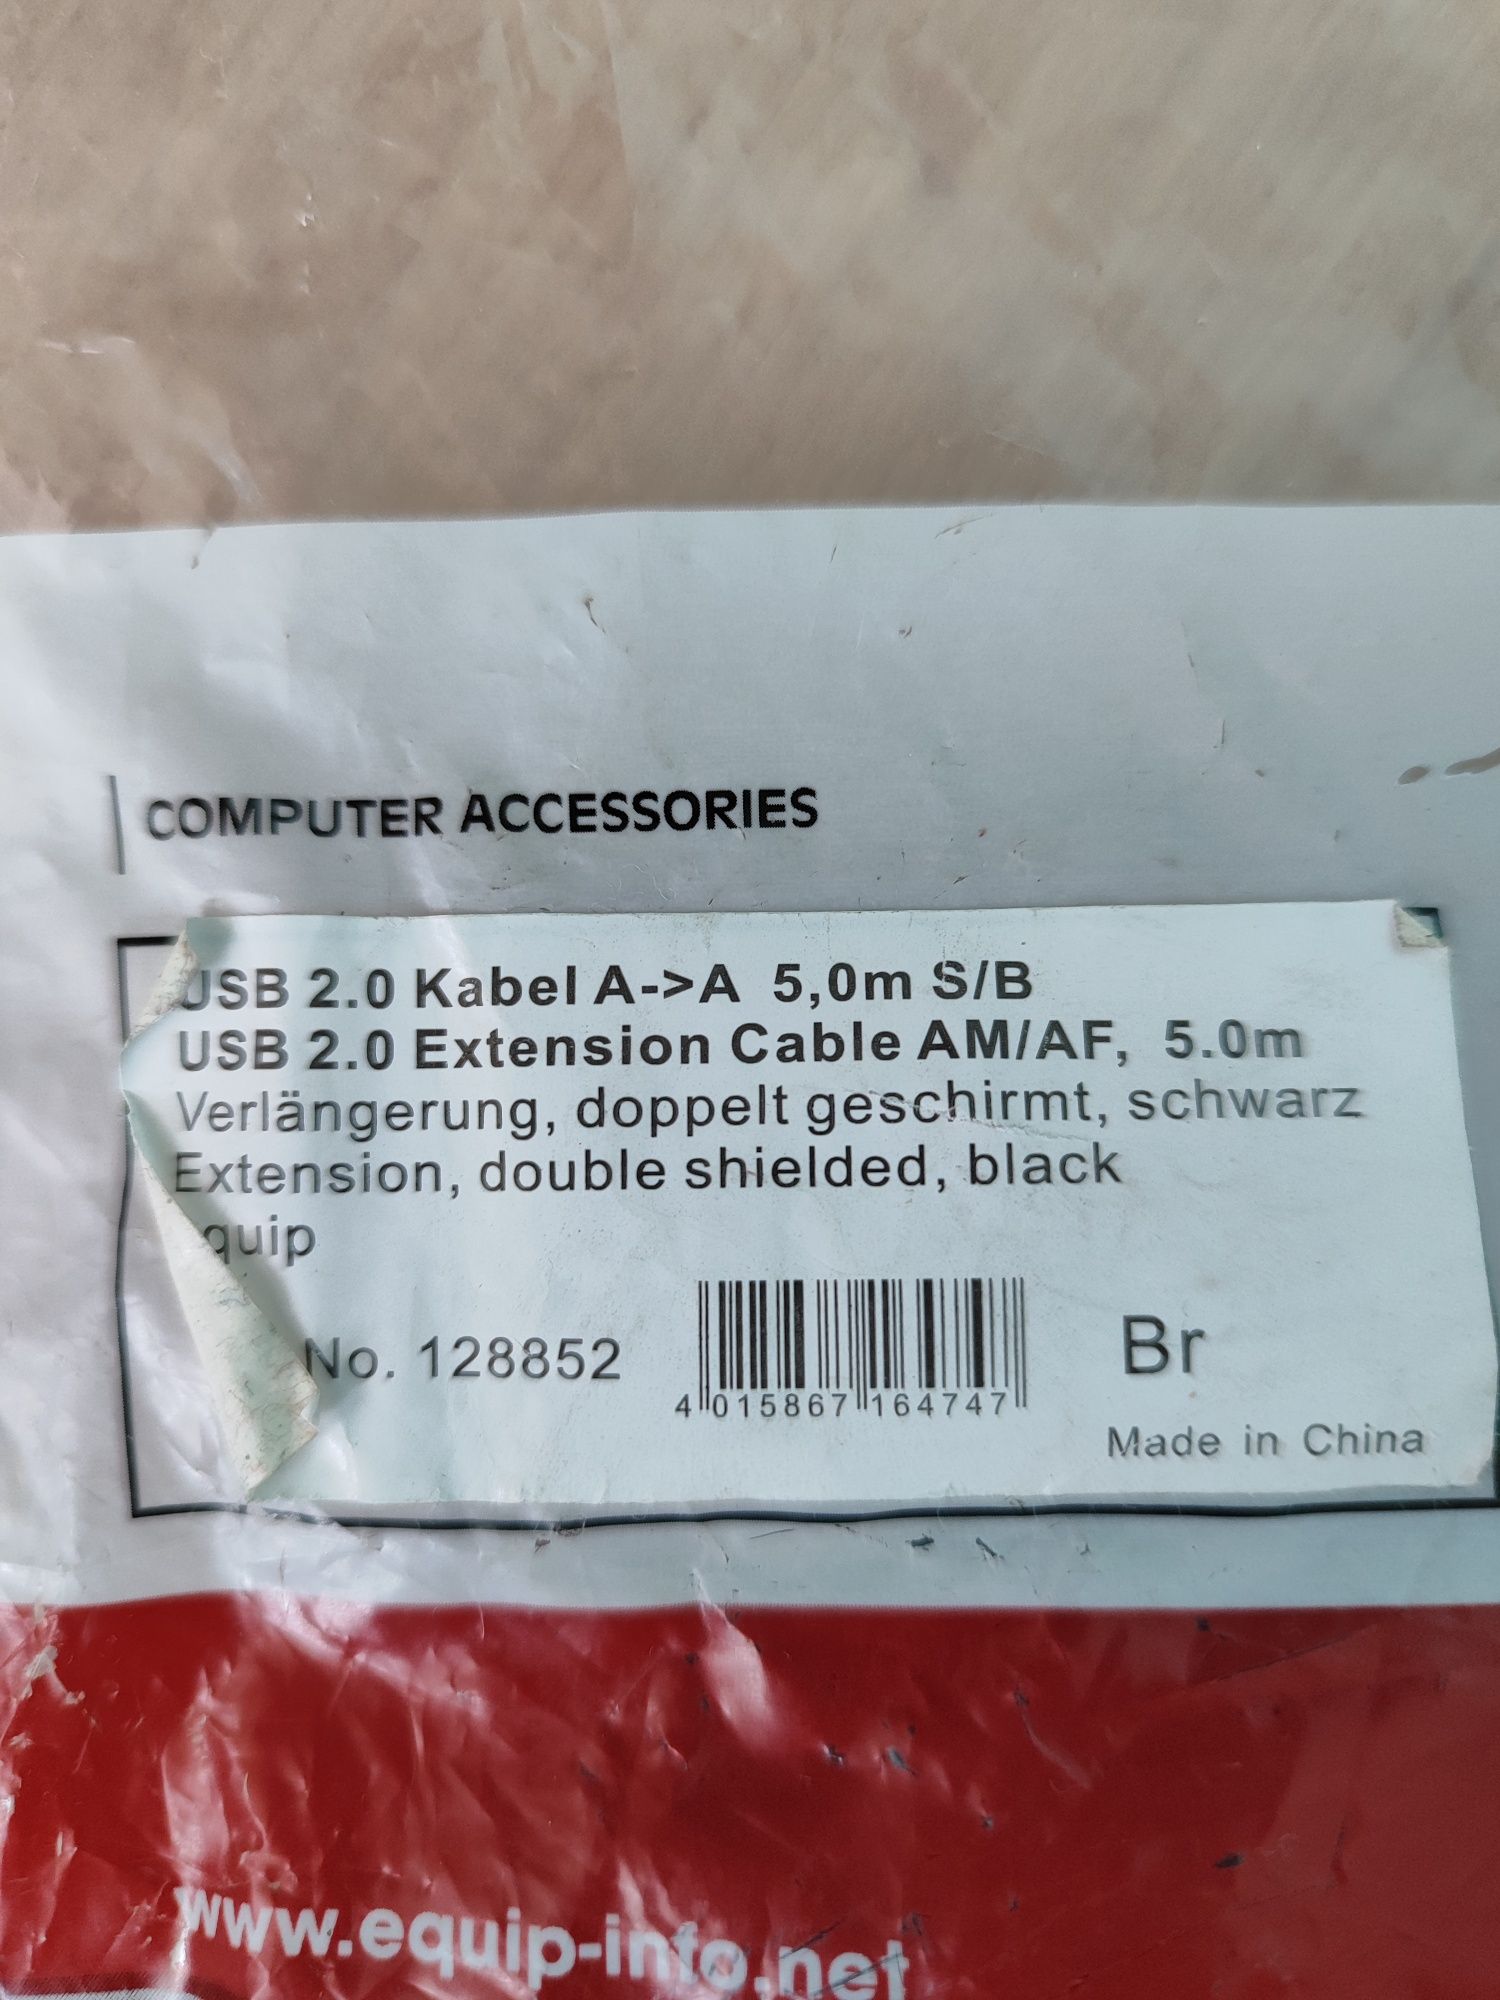 COMPUTER ACCESSORIES
USB 2.0 Kabel A->A 5,0m S/B
USB 2.0 Extension Cable AM/AF, 5.0m
Verlängerung, doppelt geschirmt, schwarz
Extension, double shielded, black
quip
No. 128852
4 015867 164747
Br
Made in China
www.equip-info.net